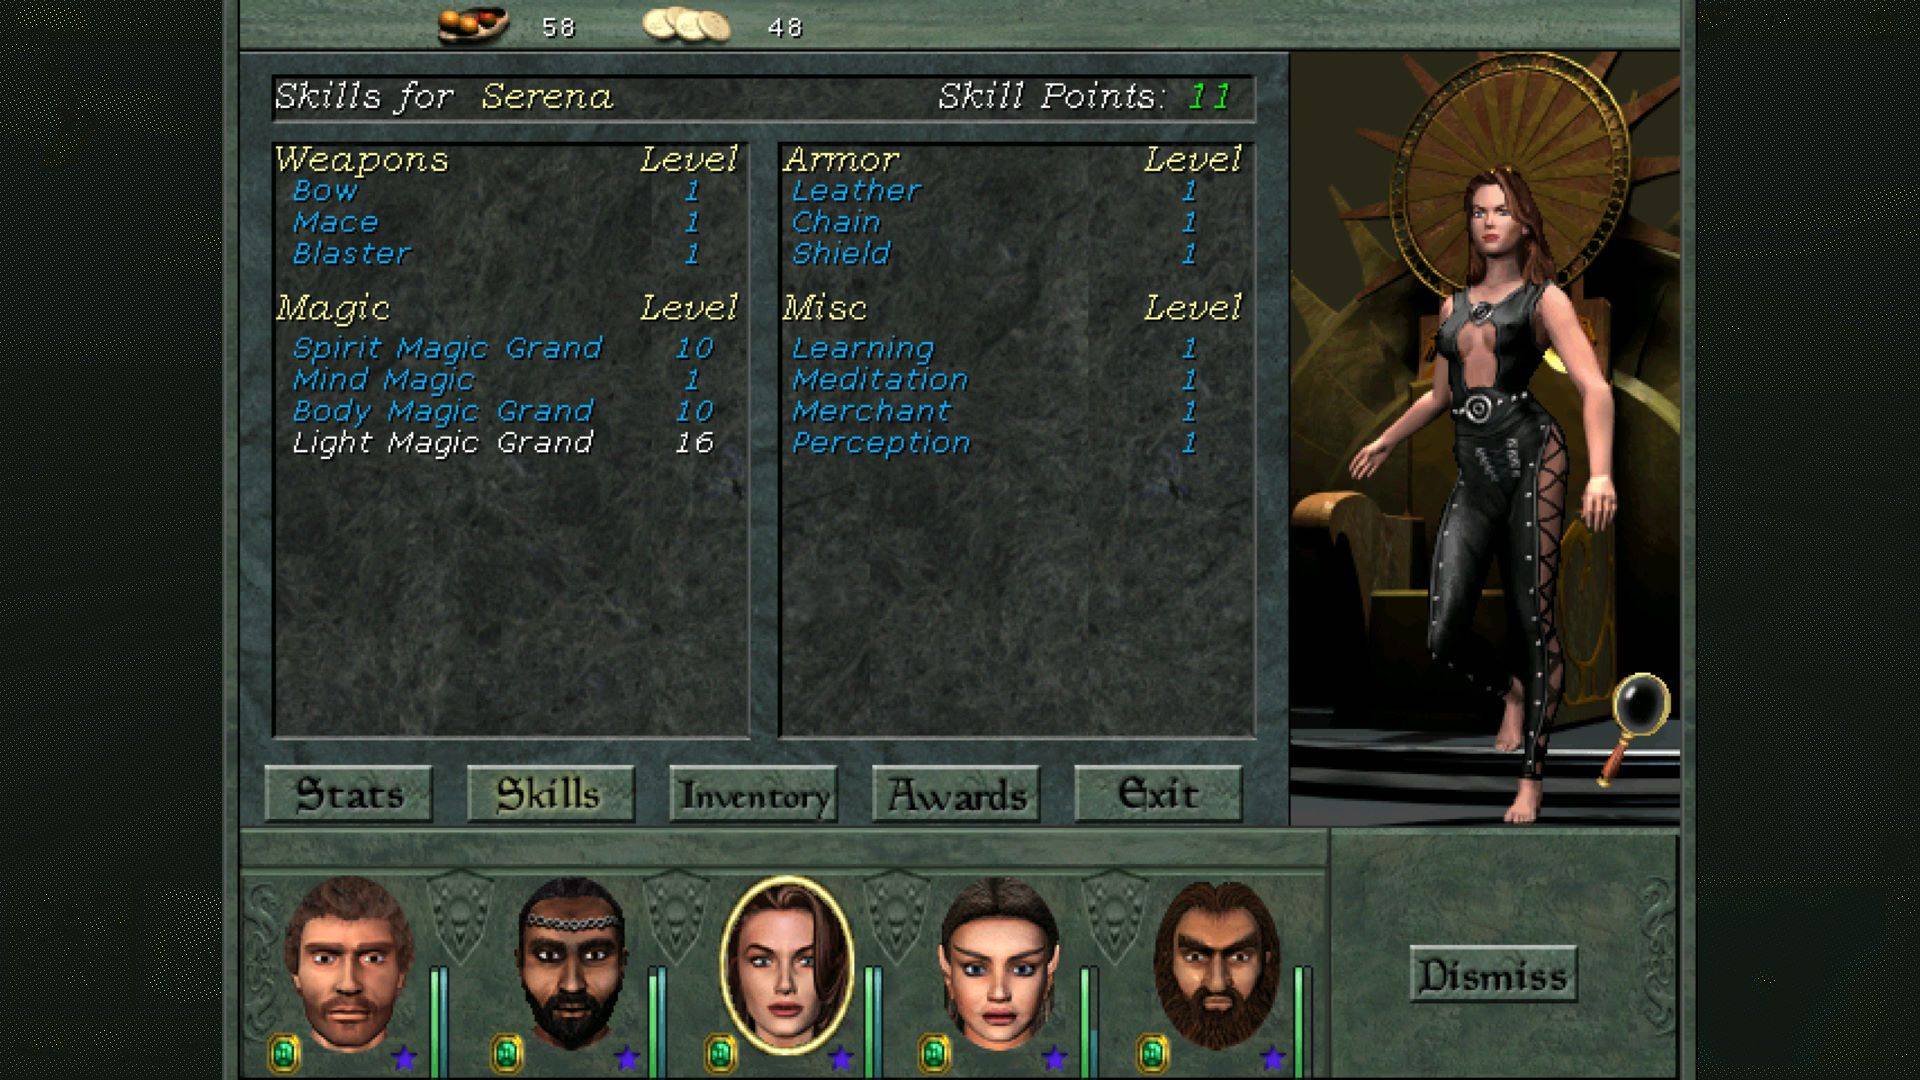 58 48
Skills for Serena Skill Points: 11
Weapons Level
Bow 1
Mace 1
Blaster 1
Magic Level
Spirit Magic Grand 10
Mind Magic 1
Body Magic Grand 10
Light Magic Grand 16
Armor Level
Leather 1
Chain 1
Shield 1
Misc Level
Learning 1
Meditation 1
Merchant 1
Perception 1
Stats Skills Inventory Awards Exit
Dismiss